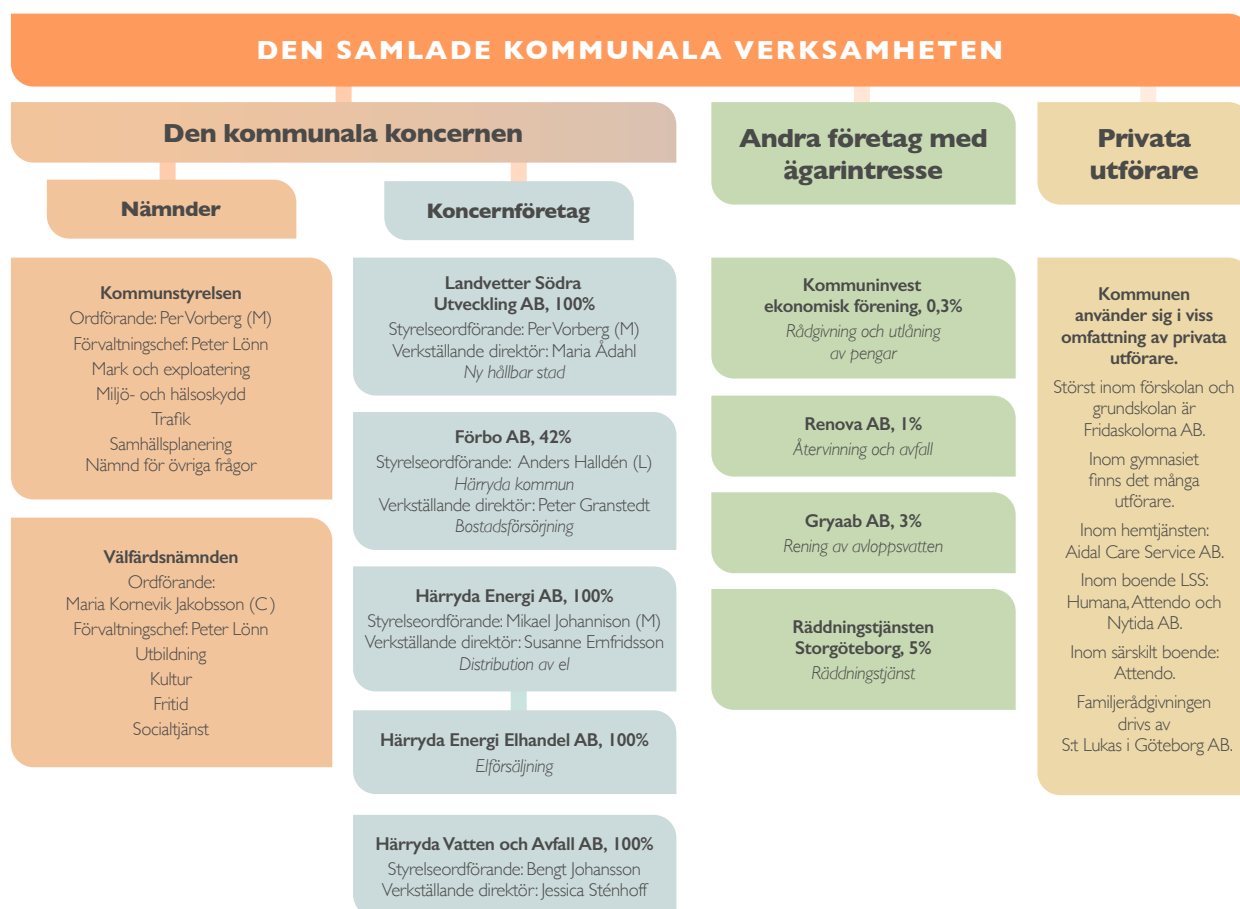 DEN SAMLADE KOMMUNALA VERKSAMHETEN
Den kommunala koncernen
Nämnder
Kommunstyrelsen
Ordförande: Per Vorberg (M)
Förvaltningschef: Peter Lönn
Mark och exploatering
Miljö- och hälsoskydd
Trafik
Samhällsplanering
Nämnd för övriga frågor
Välfärdsnämnden
Ordförande:
Maria Kornevik Jakobsson (C)
Förvaltningschef: Peter Lönn
Utbildning
Kultur
Fritid
Socialtjänst
Koncernföretag
Landvetter Södra
Utveckling AB, 100%
Styrelseordförande: Per Vorberg (M)
Verkställande direktör: Maria Ådahl
Ny hållbar stad
Förbo AB, 42%
Styrelseordförande: Anders Halldén (L)
Härryda kommun
Verkställande direktör: Peter Granstedt
Bostadsförsörjning
Härryda Energi AB, 100%
Styrelseordförande: Mikael Johannison (M)
Verkställande direktör: Susanne Ernfridsson
Distribution av el
Härryda Energi Elhandel AB, 100%
Elförsäljning
Härryda Vatten och Avfall AB, 100%
Styrelseordförande: Bengt Johansson
Verkställande direktör: Jessica Sténhoff
Andra företag med
ägarintresse
Kommuninvest
ekonomisk förening, 0,3%
Rådgivning och utlåning
av pengar
Renova AB, 1%
Återvinning och avfall
Gryaab AB, 3%
Rening av avloppsvatten
Räddningstjänsten
Storgöteborg, 5%
Räddningstjänst
Privata
utförare
Kommunen
använder sig i viss
omfattning av privata
utförare.
Störst inom förskolan och
grundskolan är
Fridaskolorna AB.
Inom gymnasiet
finns det många
utförare.
Inom hemtjänsten:
Aidal Care Service AB.
Inom boende LSS:
Humana, Attendo och
Nytida AB.
Inom särskilt boende:
Attendo.
Familjerådgivningen
drivs av
S:t Lukas i Göteborg AB.